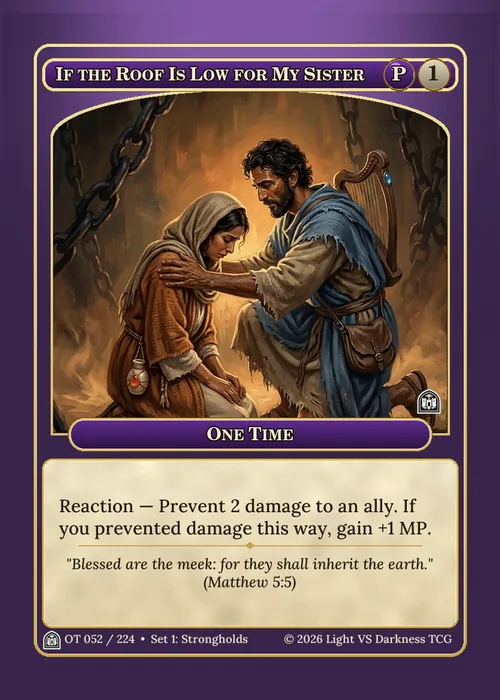 If the Roof Is Low for My Sister P 1
One Time
Reaction — Prevent 2 damage to an ally. If
you prevented damage this way, gain +1 MP.
"Blessed are the meek: for they shall inherit the earth."
(Matthew 5:5)
OT 052 / 224 • Set 1: Strongholds © 2026 Light VS Darkness TCG